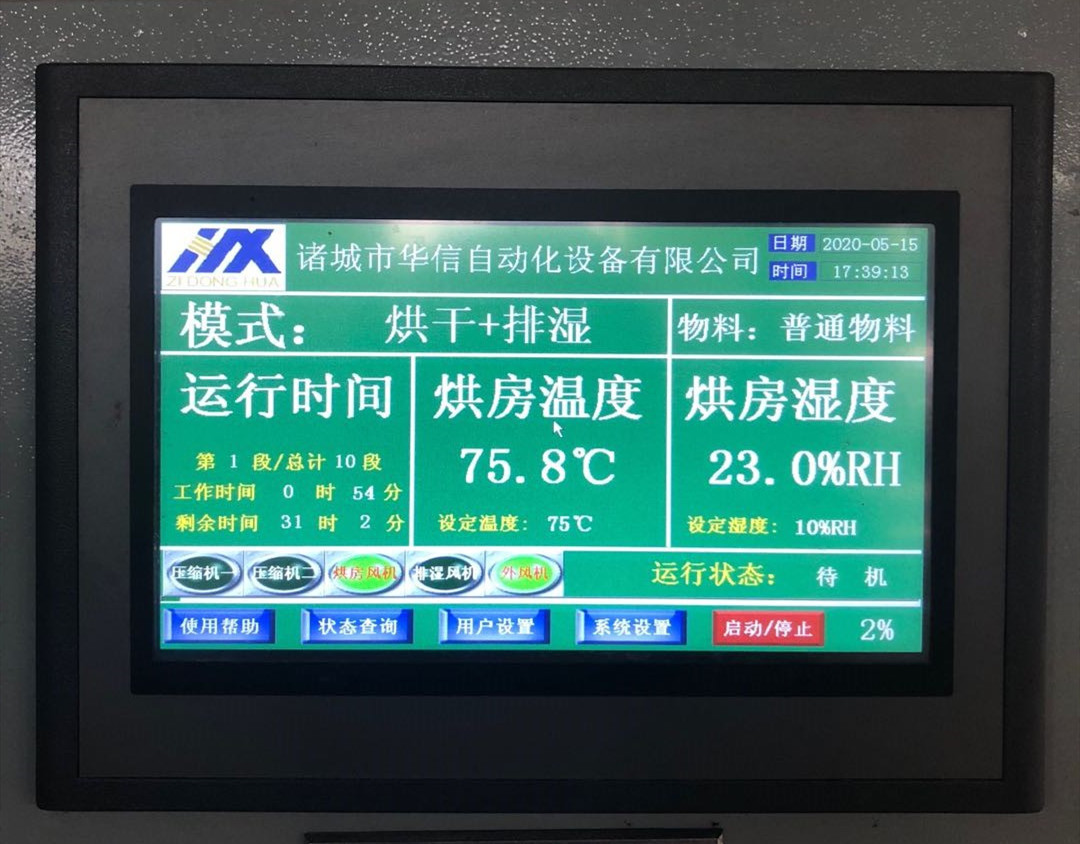 ZI DONG HUA
诸城市华信自动化设备有限公司
日期 2020-05-15
时间 17:39:13
模式： 烘干+排湿
物料： 普通物料
运行时间
第 1 段/总计 10 段
工作时间 0 时 54 分
剩余时间 31 时 2 分
烘房温度
75.8℃
设定温度： 75℃
烘房湿度
23.0%RH
设定湿度： 10%RH
压缩机一 压缩机二 烘房风机 排湿风机 外风机
运行状态： 待 机
使用帮助 状态查询 用户设置 系统设置 启动/停止 2%